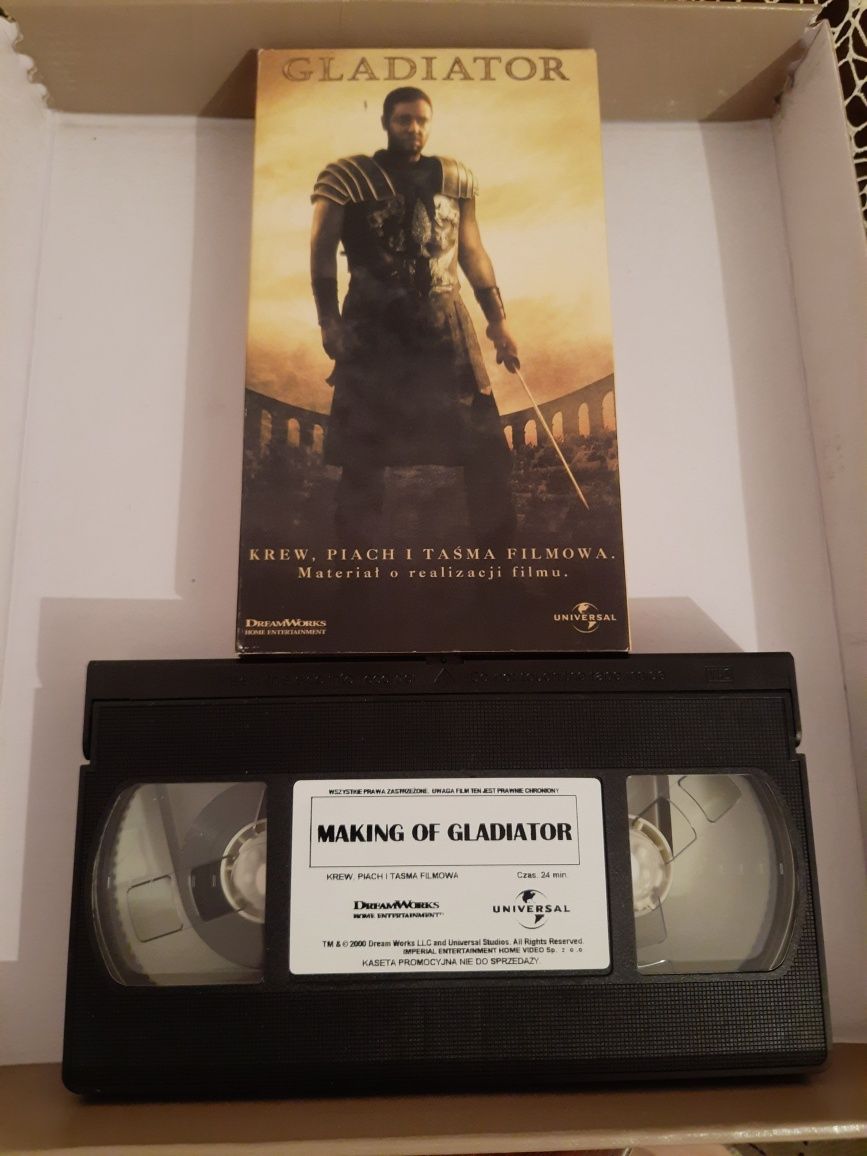 GLADIATOR
KREW, PIACH I TAŚMA FILMOWA.
Materiał o realizacji filmu.
DREAMWORKS
HOME ENTERTAINMENT
UNIVERSAL
WSZYSTKIE PRAWA ZASTRZEŻONE. UWAGA FILM TEN JEST PRAWNIE CHRONIONY
MAKING OF GLADIATOR
KREW, PIACH I TASMA FILMOWA Czas. 24 min.
DREAMWORKS
HOME ENTERTAINMENT™
UNIVERSAL
TM & © 2000 Dream Works LLC and Universal Studios. All Rights Reserved.
IMPERIAL ENTERTAINMENT HOME VIDEO Sp. z o.o
KASETA PROMOCYJNA NIE DO SPRZEDAŻY.